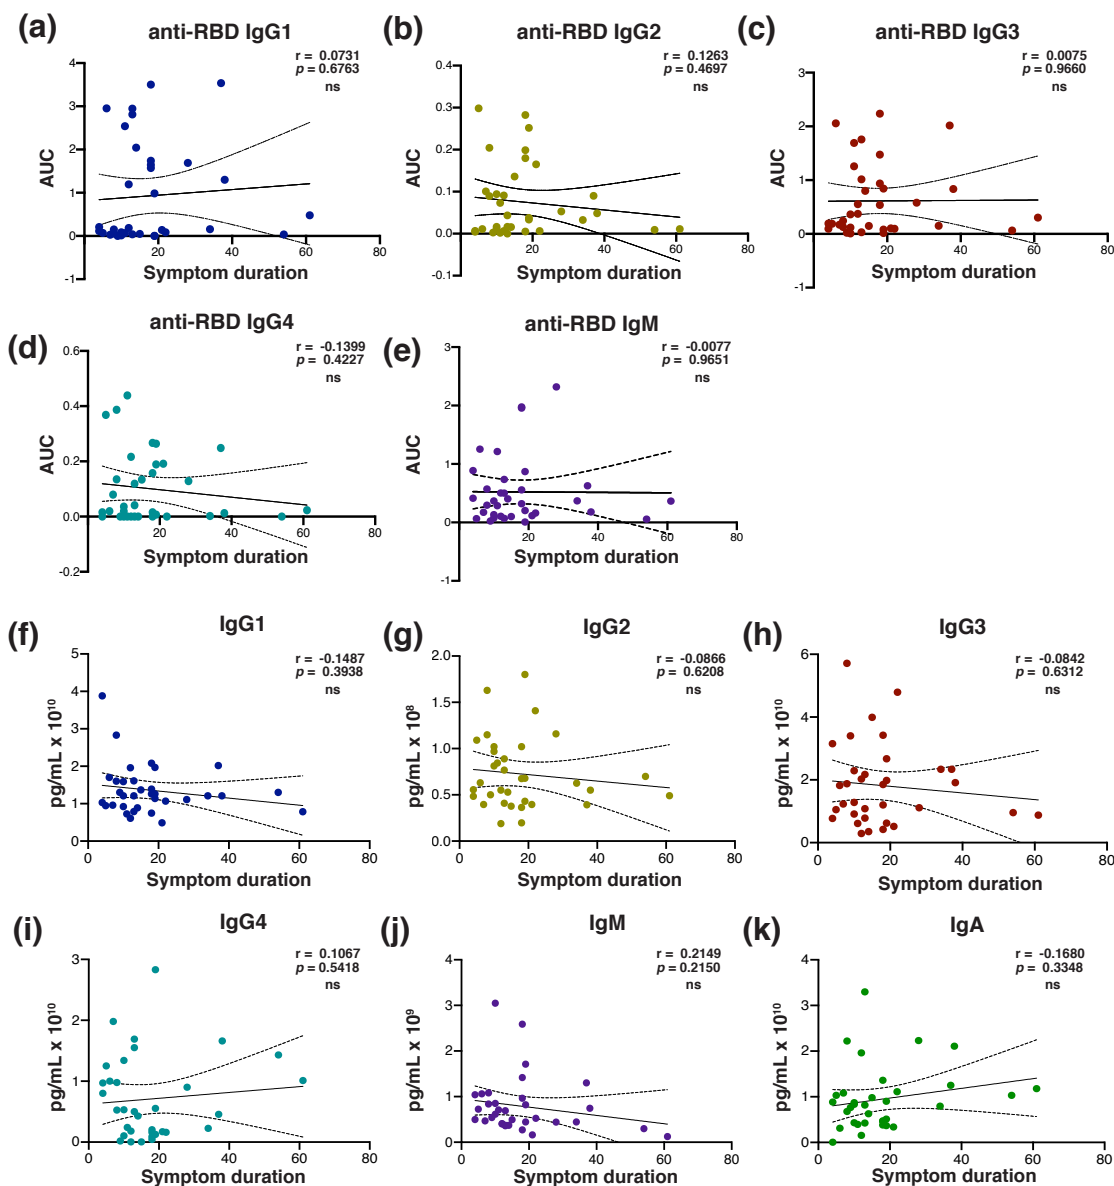 (a)
anti-RBD IgG1
r = 0.0731
p = 0.6763
ns
AUC
4
3
2
1
0
-1
20
40
60
80
Symptom duration
(b)
anti-RBD IgG2
r = 0.1263
p = 0.4697
ns
AUC
0.4
0.3
0.2
0.1
0.0
-0.1
20
40
60
80
Symptom duration
(c)
anti-RBD IgG3
r = 0.0075
p = 0.9660
ns
AUC
3
2
1
0
-1
20
40
60
80
Symptom duration
(d)
anti-RBD IgG4
r = -0.1399
p = 0.4227
ns
AUC
0.6
0.4
0.2
0.0
-0.2
20
40
60
80
Symptom duration
(e)
anti-RBD IgM
r = -0.0077
p = 0.9651
ns
AUC
3
2
1
0
-1
20
40
60
80
Symptom duration
(f)
IgG1
r = -0.1487
p = 0.3938
ns
pg/mL x 10¹⁰
5
4
3
2
1
0
0
20
40
60
80
Symptom duration
(g)
IgG2
r = -0.0866
p = 0.6208
ns
pg/mL x 10⁸
2.0
1.5
1.0
0.5
0.0
0
20
40
60
80
Symptom duration
(h)
IgG3
r = -0.0842
p = 0.6312
ns
pg/mL x 10¹⁰
6
4
2
0
0
20
40
60
80
Symptom duration
(i)
IgG4
r = 0.1067
p = 0.5418
ns
pg/mL x 10¹⁰
3
2
1
0
0
20
40
60
80
Symptom duration
(j)
IgM
r = 0.2149
p = 0.2150
ns
pg/mL x 10⁹
4
3
2
1
0
0
20
40
60
80
Symptom duration
(k)
IgA
r = -0.1680
p = 0.3348
ns
pg/mL x 10¹⁰
4
3
2
1
0
0
20
40
60
80
Symptom duration